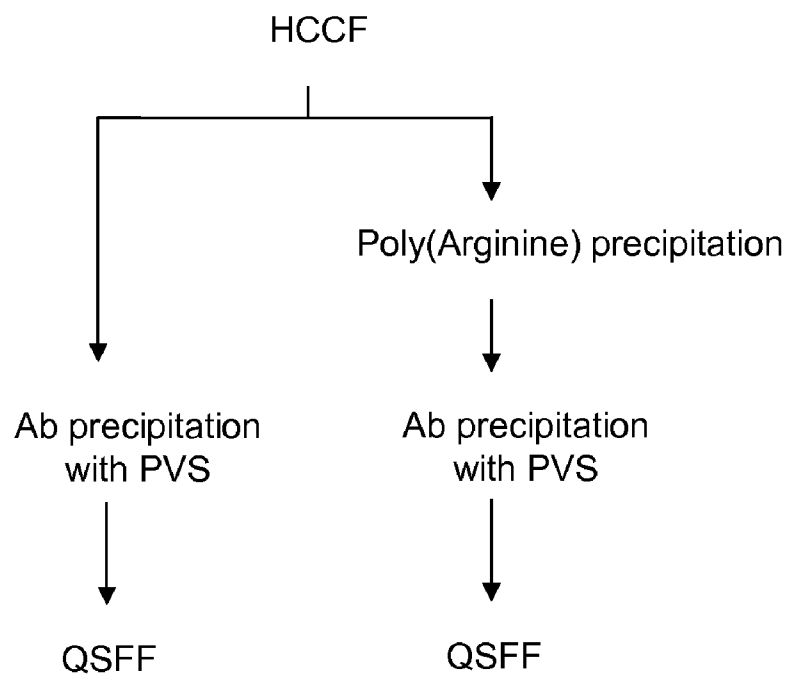 HCCF
Poly(Arginine) precipitation
Ab precipitation
with PVS
Ab precipitation
with PVS
QSFF
QSFF